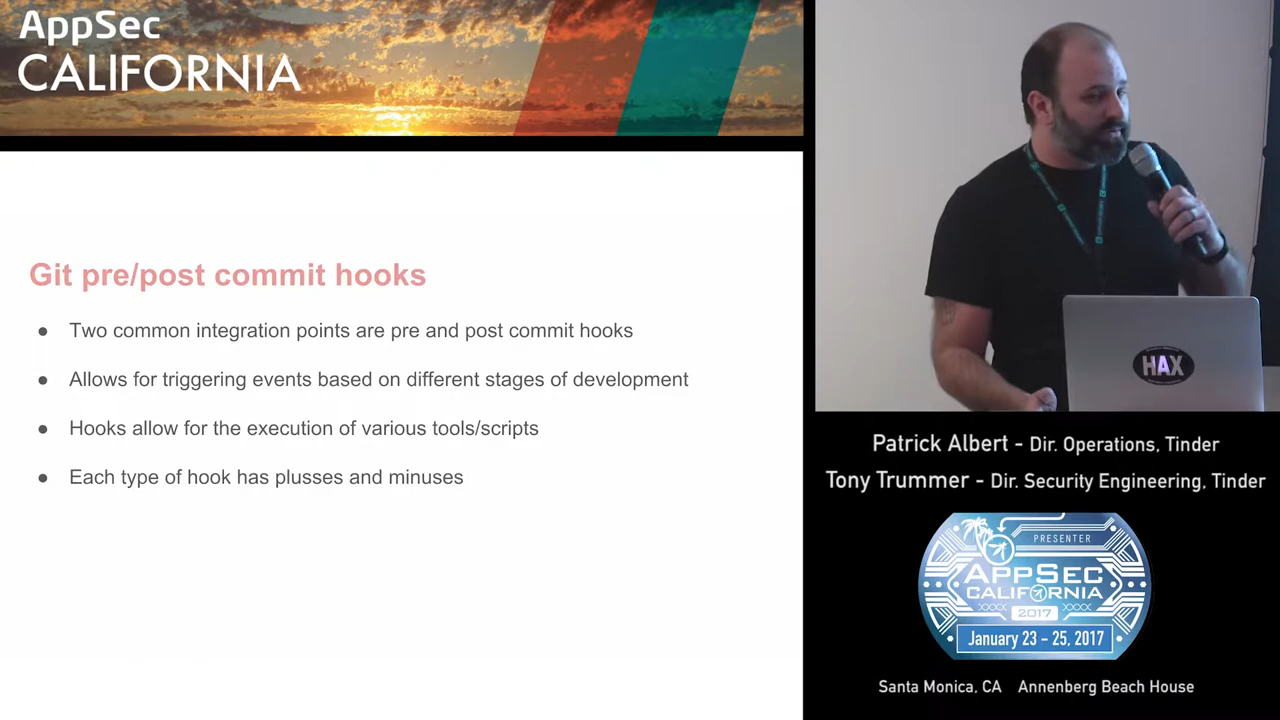 AppSec
CALIFORNIA
Git pre/post commit hooks
● Two common integration points are pre and post commit hooks
● Allows for triggering events based on different stages of development
● Hooks allow for the execution of various tools/scripts
● Each type of hook has plusses and minuses
HAX
Patrick Albert - Dir. Operations, Tinder
Tony Trummer - Dir. Security Engineering, Tinder
PRESENTER
APPSEC
CALIFORNIA
2017
January 23 - 25, 2017
Santa Monica, CA Annenberg Beach House